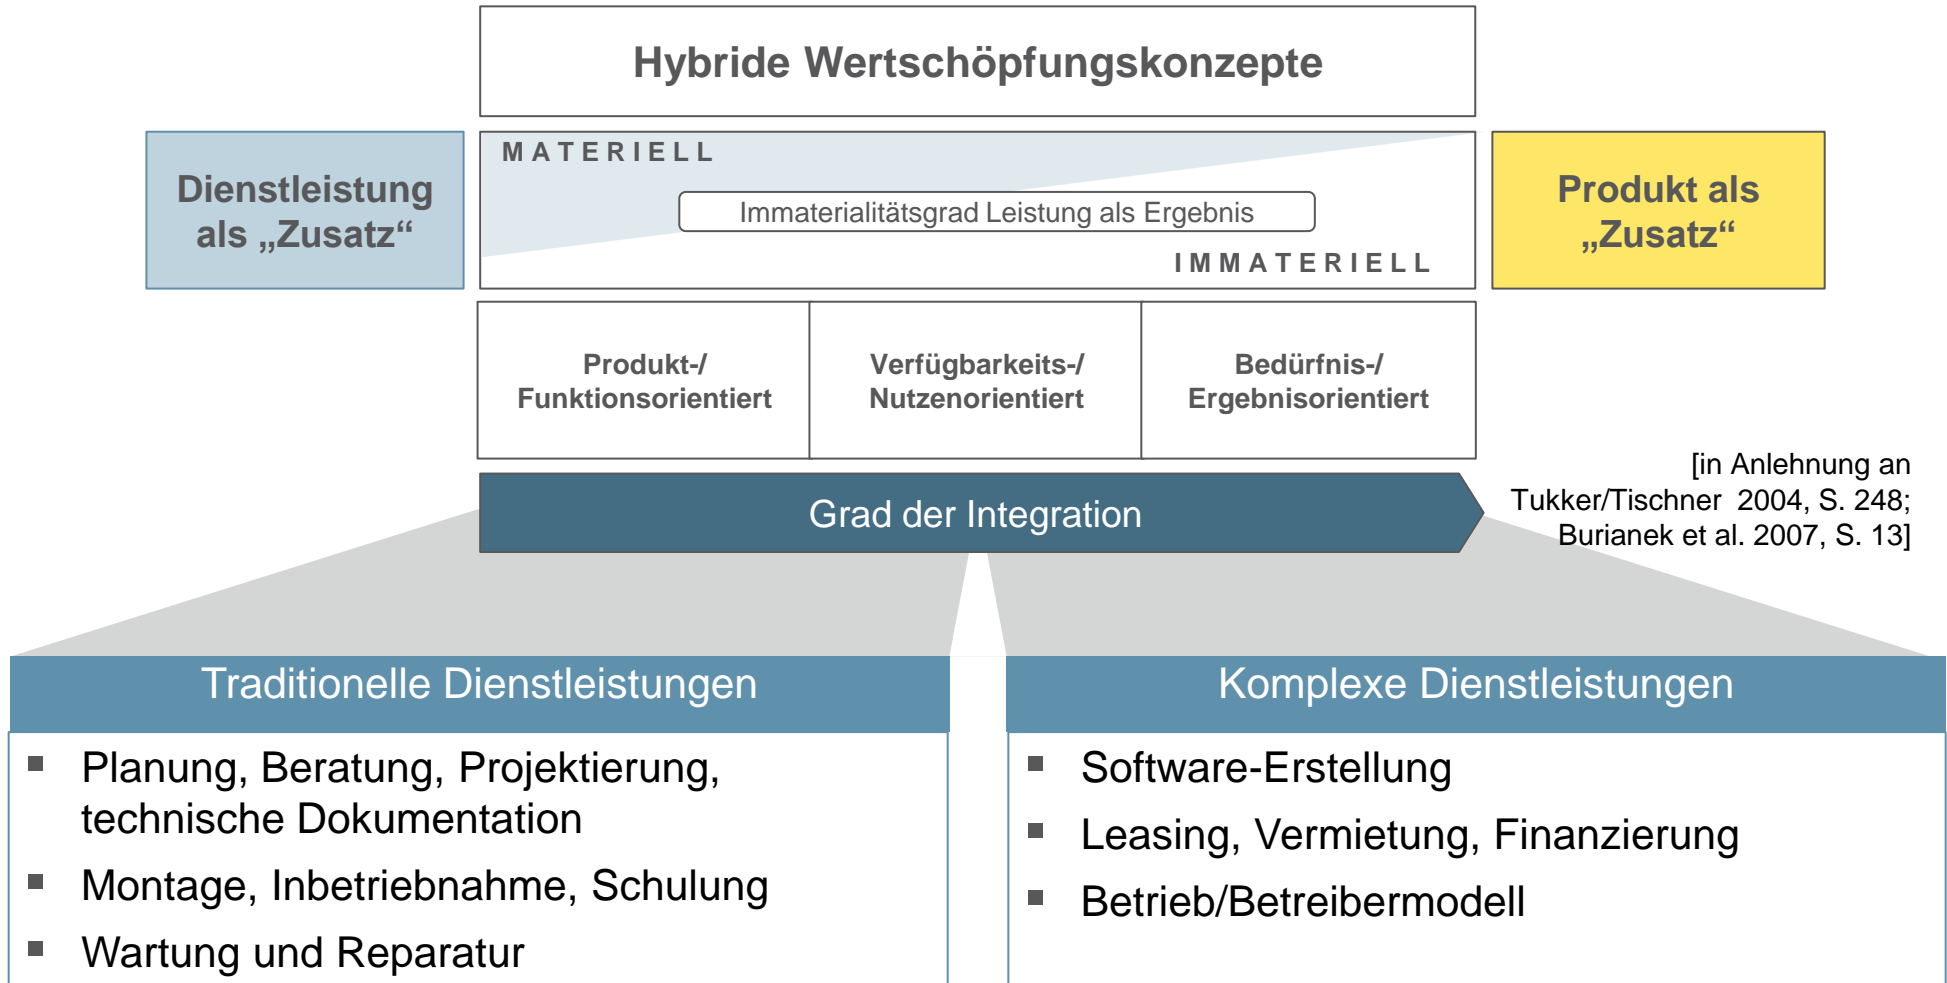 Hybride Wertschöpfungskonzepte
Dienstleistung
als „Zusatz“
MATERIELL
Immaterialitätsgrad Leistung als Ergebnis
IMMATERIELL
Produkt als
„Zusatz“
Produkt-/
Funktionsorientiert
Verfügbarkeits-/
Nutzenorientiert
Bedürfnis-/
Ergebnisorientiert
Grad der Integration
[in Anlehnung an
Tukker/Tischner 2004, S. 248;
Burianek et al. 2007, S. 13]
Traditionelle Dienstleistungen
▪ Planung, Beratung, Projektierung,
technische Dokumentation
▪ Montage, Inbetriebnahme, Schulung
▪ Wartung und Reparatur
Komplexe Dienstleistungen
▪ Software-Erstellung
▪ Leasing, Vermietung, Finanzierung
▪ Betrieb/Betreibermodell